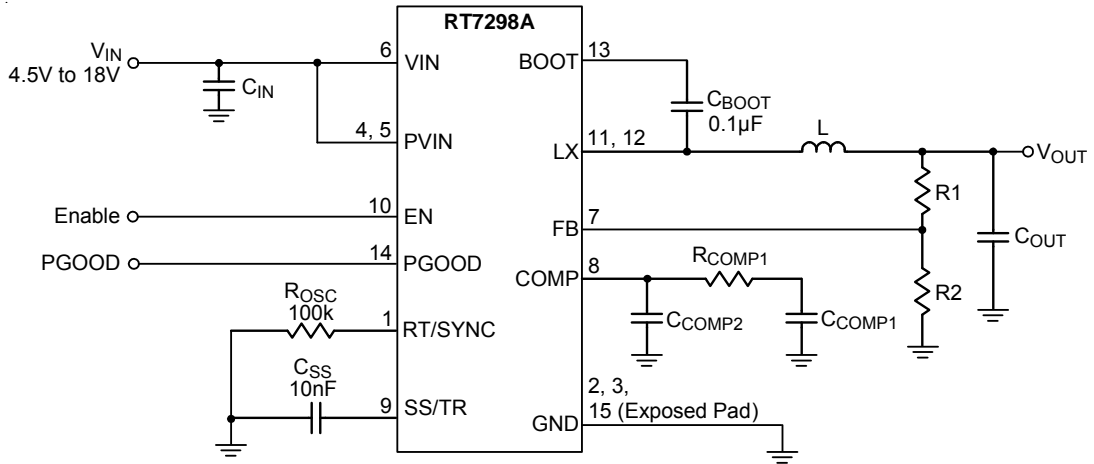 RT7298A
VIN
4.5V to 18V
CIN
6
VIN
4, 5
PVIN
Enable
10
EN
PGOOD
14
PGOOD
ROSC
100k
1
RT/SYNC
CSS
10nF
9
SS/TR
BOOT
13
CBOOT
0.1µF
LX
11, 12
L
VOUT
R1
FB
7
COUT
COMP
8
RCOMP1
R2
CCOMP2
CCOMP1
2, 3,
GND
15 (Exposed Pad)